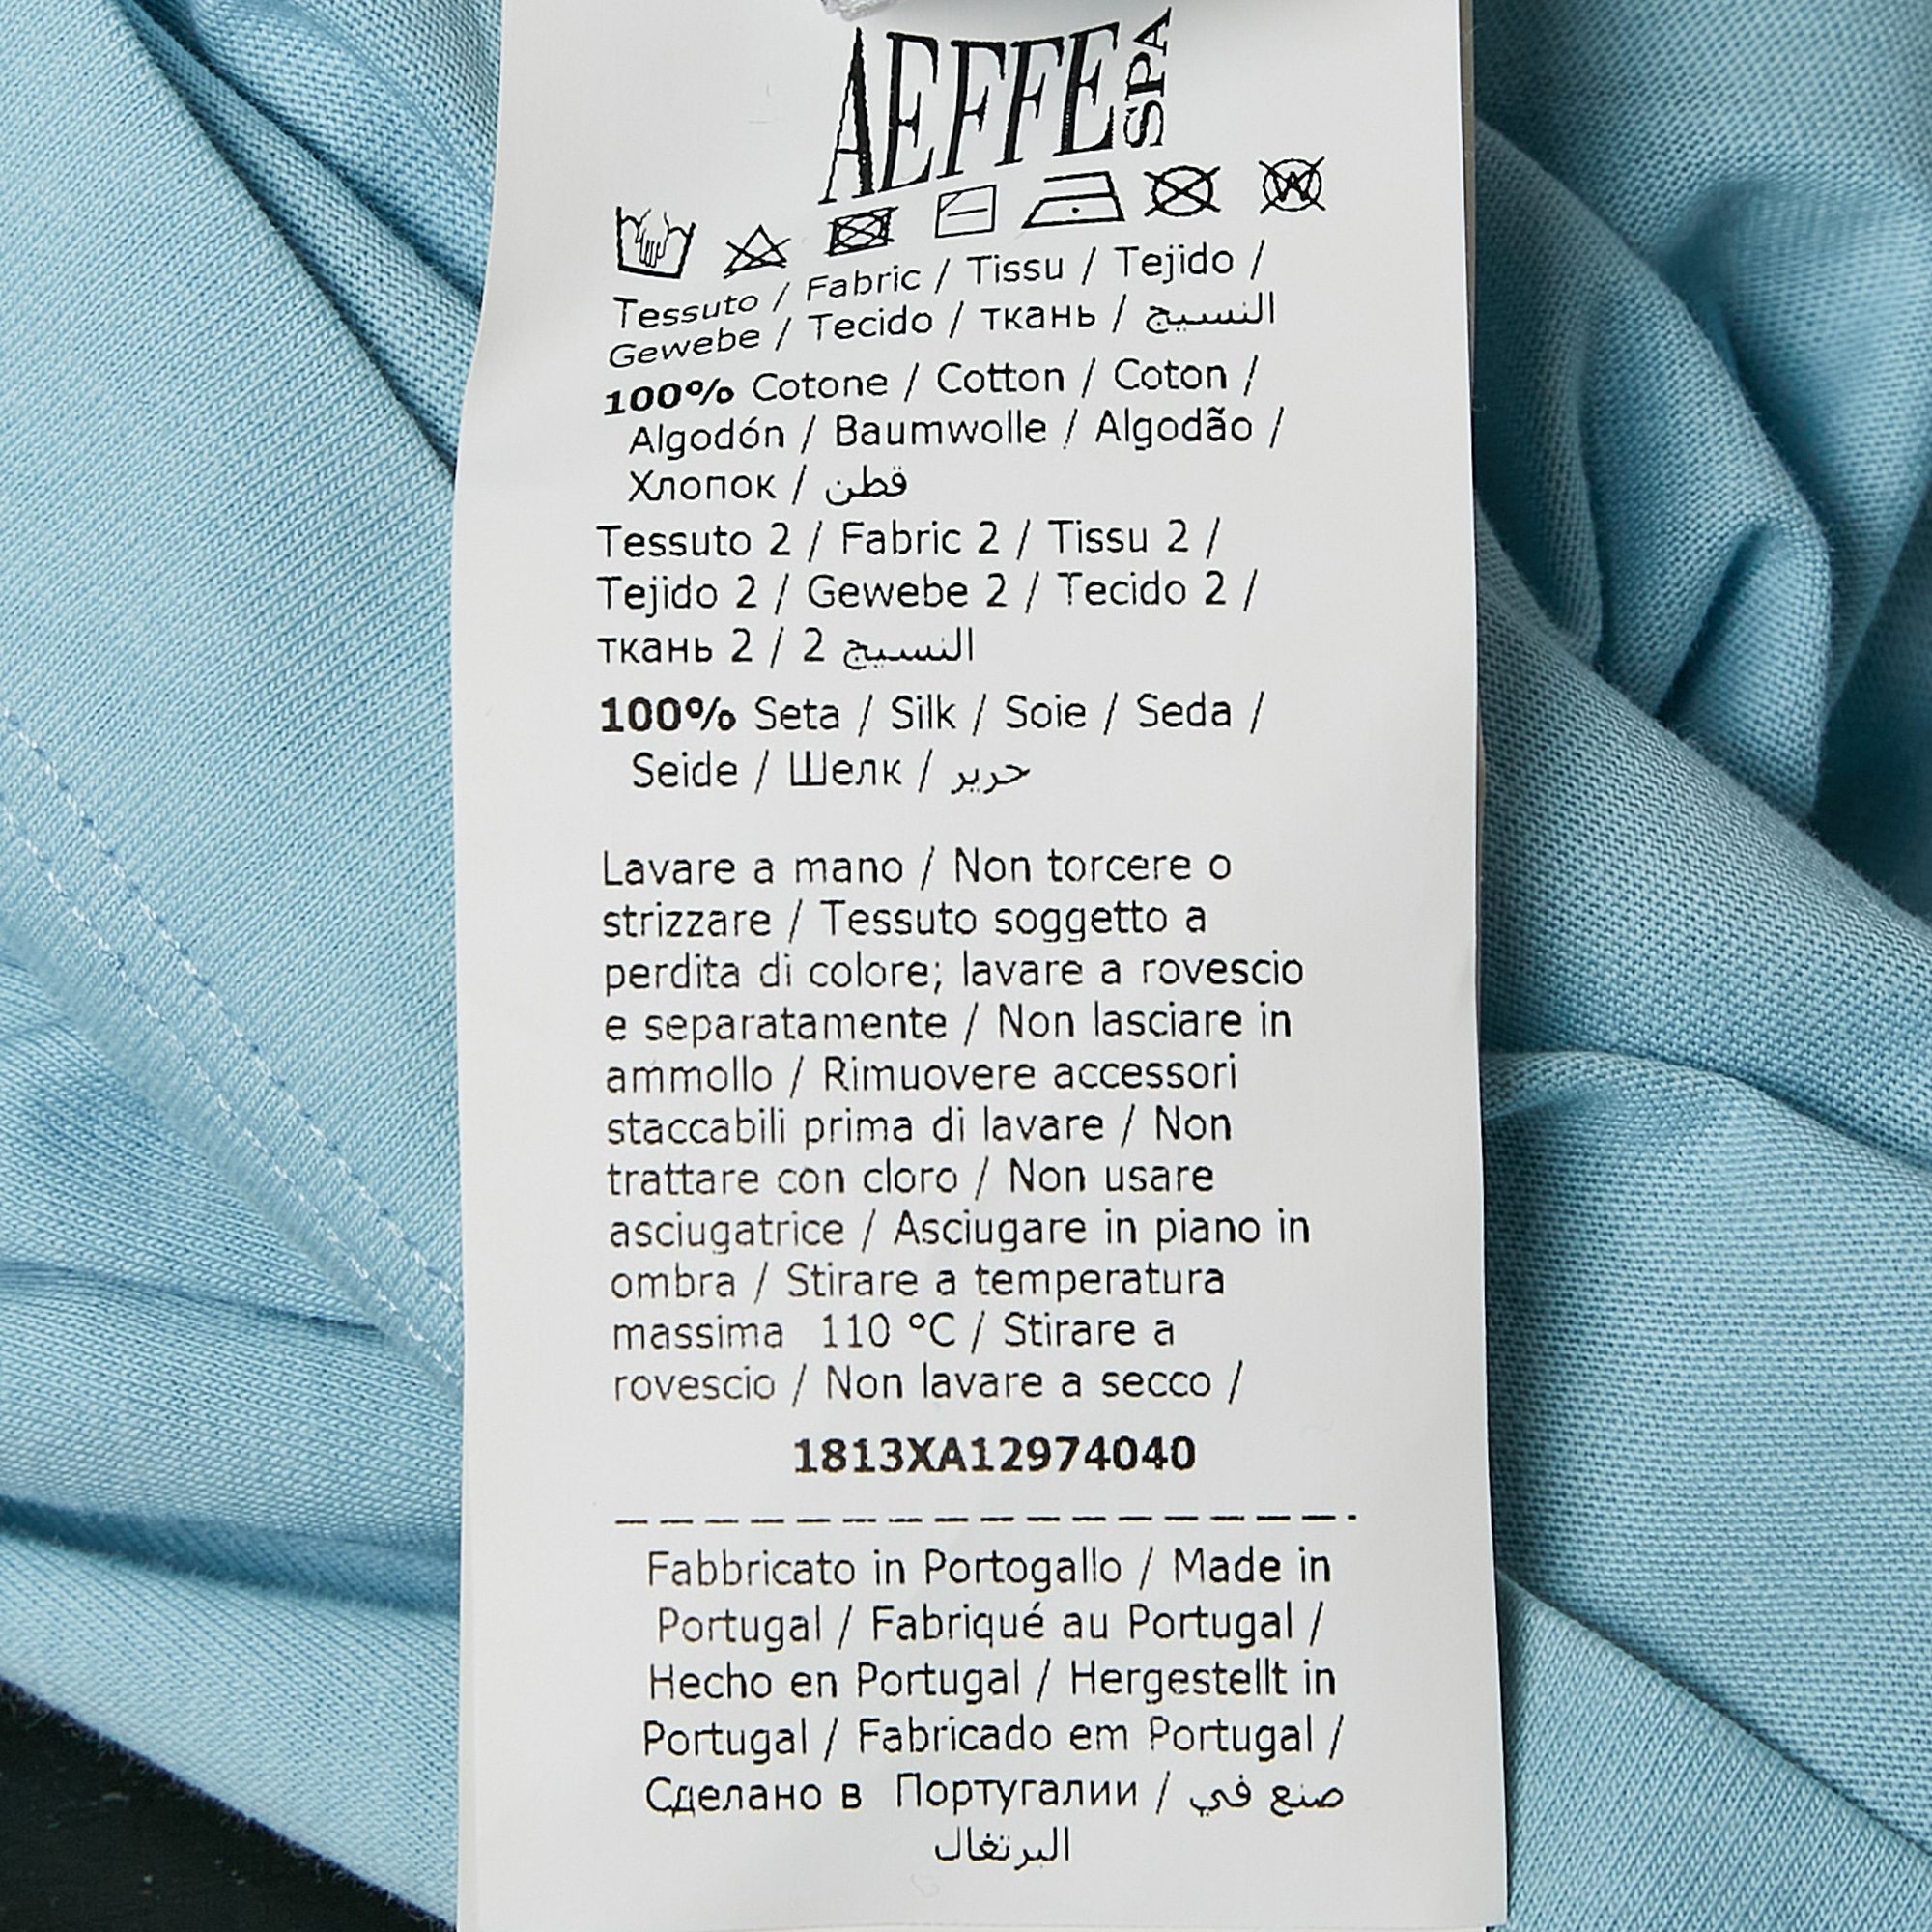 AEFFE SPA
W
Tessuto / Fabric / Tissu / Tejido /
Gewebe / Tecido / ткань / النسيج
100% Cotone / Cotton / Coton /
Algodón / Baumwolle / Algodão /
Хлопок / قطن
Tessuto 2 / Fabric 2 / Tissu 2 /
Tejido 2 / Gewebe 2 / Tecido 2 /
ткань 2 / 2 النسيج
100% Seta / Silk / Soie / Seda /
Seide / Шелк / حرير
Lavare a mano / Non torcere o
strizzare / Tessuto soggetto a
perdita di colore; lavare a rovescio
e separatamente / Non lasciare in
ammollo / Rimuovere accessori
staccabili prima di lavare / Non
trattare con cloro / Non usare
asciugatrice / Asciugare in piano in
ombra / Stirare a temperatura
massima  110 °C / Stirare a
rovescio / Non lavare a secco /
1813XA12974040
Fabbricato in Portogallo / Made in
Portugal / Fabriqué au Portugal /
Hecho en Portugal / Hergestellt in
Portugal / Fabricado em Portugal /
Сделано в  Португалии / صنع في
البرتغال